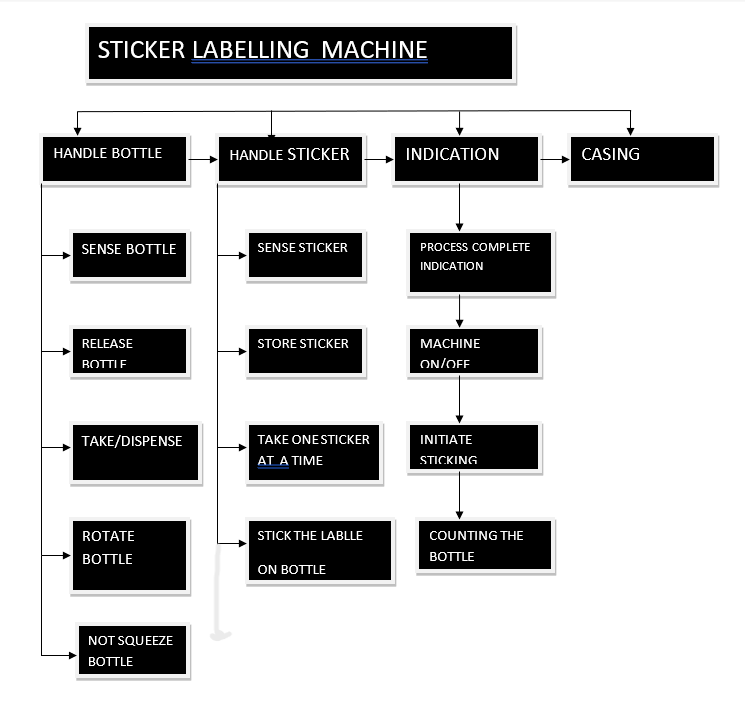 STICKER LABELLING MACHINE
HANDLE BOTTLE
HANDLE STICKER
INDICATION
CASING
SENSE BOTTLE
RELEASE
BOTTLE
TAKE/DISPENSE
ROTATE
BOTTLE
NOT SQUEEZE
BOTTLE
SENSE STICKER
STORE STICKER
TAKE ONE STICKER
AT A TIME
STICK THE LABLLE
ON BOTTLE
PROCESS COMPLETE
INDICATION
MACHINE
ON/OFF
INITIATE
STICKING
COUNTING THE
BOTTLE